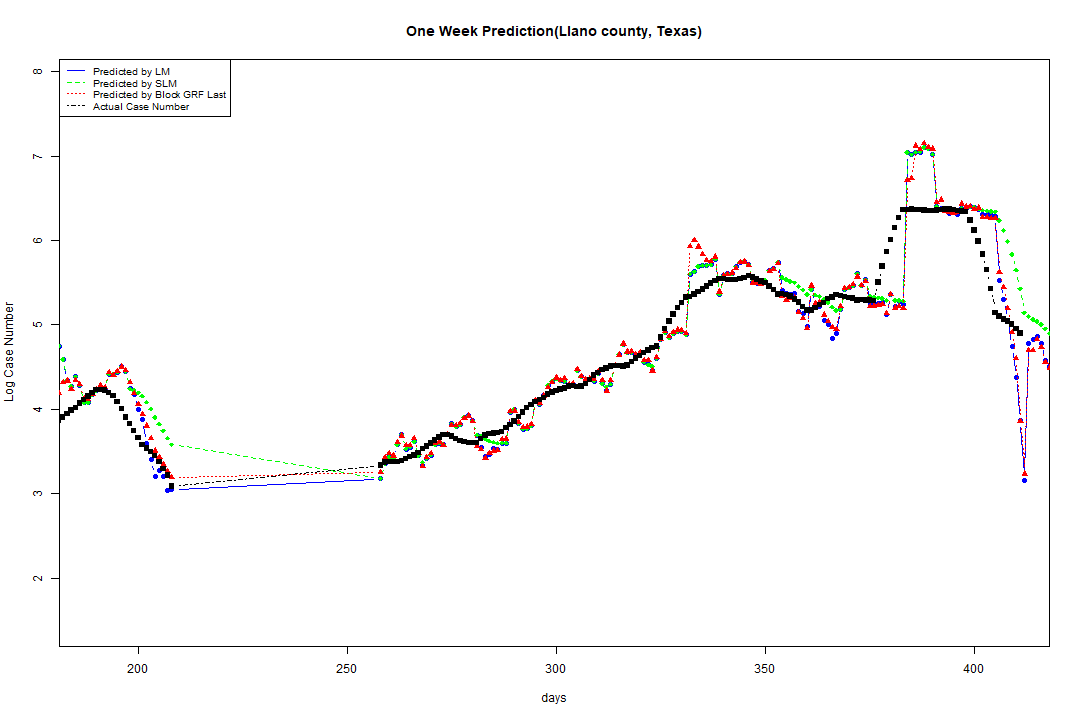 One Week Prediction(Llano county, Texas)
Predicted by LM
Predicted by SLM
Predicted by Block GRF Last
Actual Case Number
8
7
6
5
4
3
2
Log Case Number
200 250 300 350 400
days